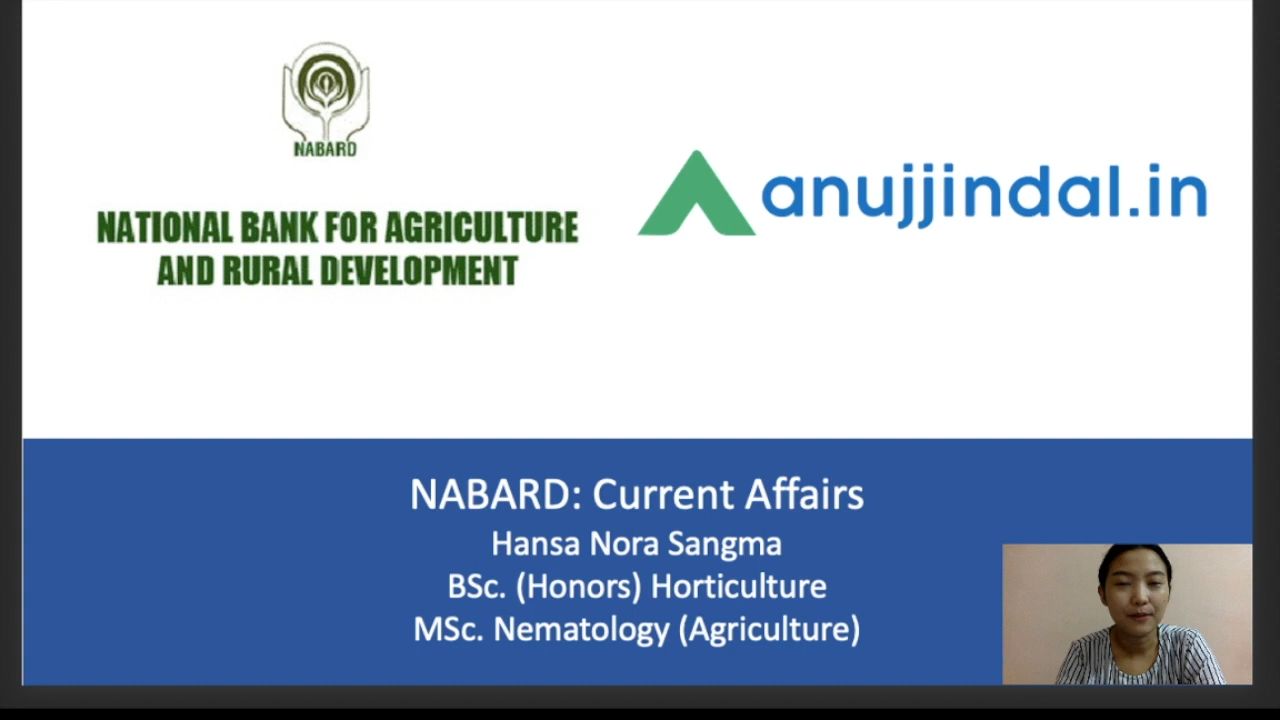 NABARD
NATIONAL BANK FOR AGRICULTURE
AND RURAL DEVELOPMENT
anujjindal.in
NABARD: Current Affairs
Hansa Nora Sangma
BSc. (Honors) Horticulture
MSc. Nematology (Agriculture)